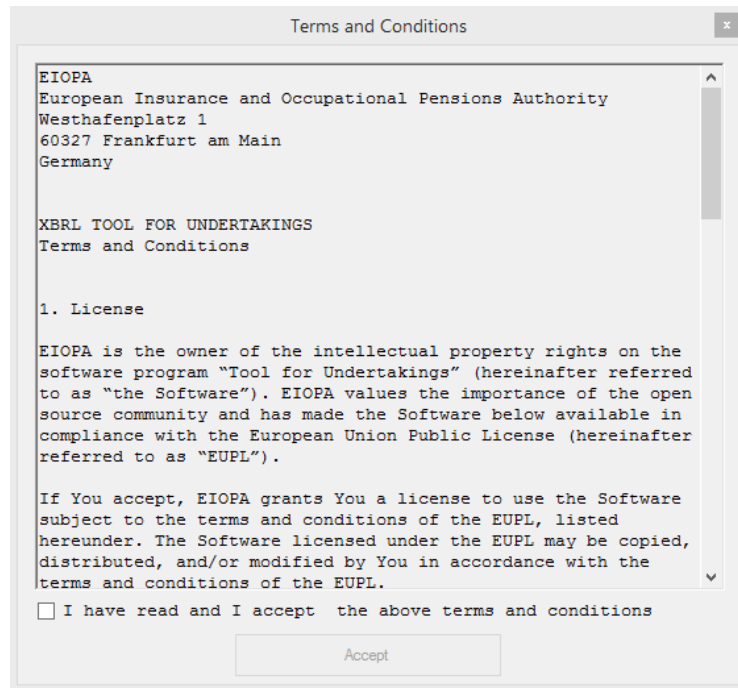 Terms and Conditions
x
EIOPA
European Insurance and Occupational Pensions Authority
Westhafenplatz 1
60327 Frankfurt am Main
Germany
XBRL TOOL FOR UNDERTAKINGS
Terms and Conditions
1. License
EIOPA is the owner of the intellectual property rights on the
software program “Tool for Undertakings” (hereinafter referred
to as “the Software”). EIOPA values the importance of the open
source community and has made the Software below available in
compliance with the European Union Public License (hereinafter
referred to as “EUPL”).
If You accept, EIOPA grants You a license to use the Software
subject to the terms and conditions of the EUPL, listed
hereunder. The Software licensed under the EUPL may be copied,
distributed, and/or modified by You in accordance with the
terms and conditions of the EUPL.
I have read and I accept  the above terms and conditions
Accept